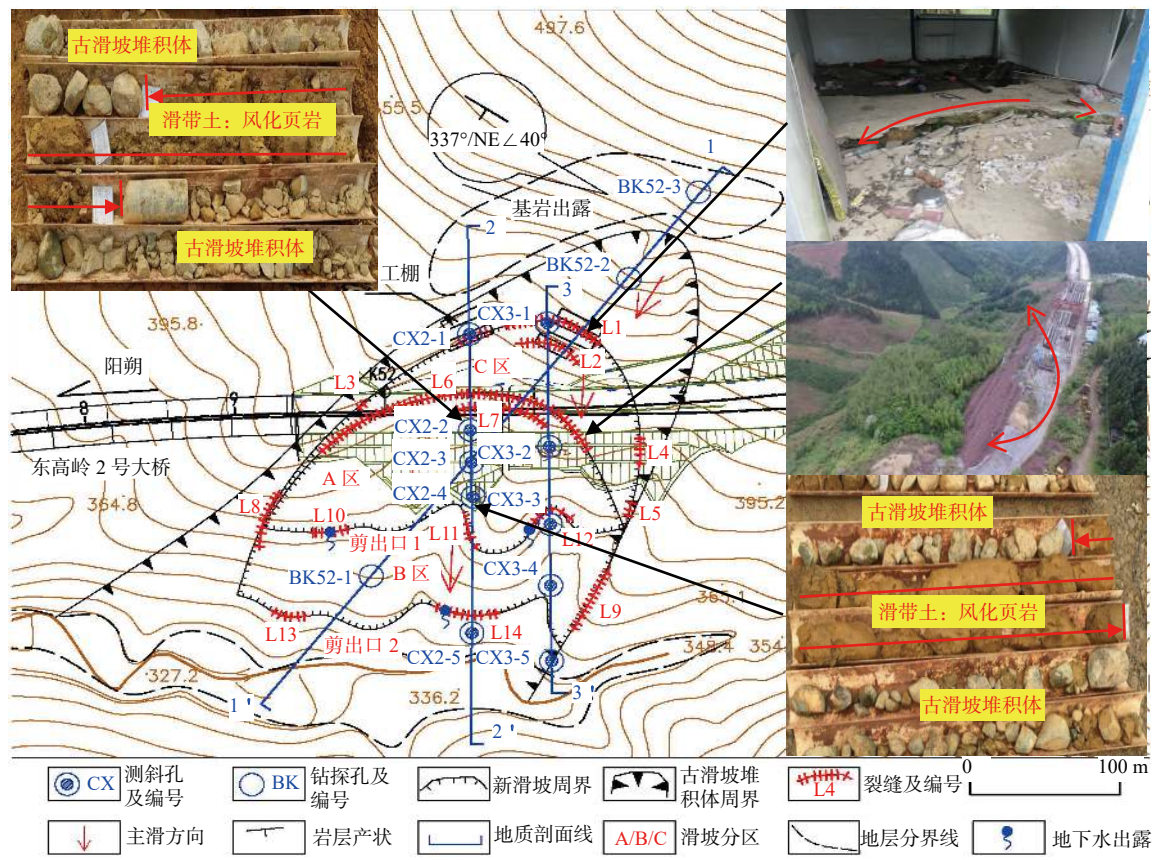 古滑坡堆积体
滑带土：风化页岩
古滑坡堆积体
497.6
337°/NE∠40°
1
BK52-3
基岩出露
2
BK52-2
工棚
3
CX3-1
CX2-1
395.8
L1
C 区
L2
阳朔
K52
L3
L6
L7
8
9
CX2-2
CX3-2
L4
CX2-3
东高岭 2 号大桥
A 区
364.8
CX2-4
CX3-3
395.2
L8
L10
L11
L5
剪出口 1
L12
CX3-4
BK52-1
B 区
365.1
L9
L13
L14
剪出口 2
CX2-5
CX3-5
348.4
354
327.2
336.2
1'
3'
2'
古滑坡堆积体
滑带土：风化页岩
古滑坡堆积体
0
100 m
CX
测斜孔
及编号
BK
钻探孔及
编号
新滑坡周界
古滑坡堆
积体周界
L4
裂缝及编号
主滑方向
岩层产状
地质剖面线
A/B/C
滑坡分区
地层分界线
地下水出露